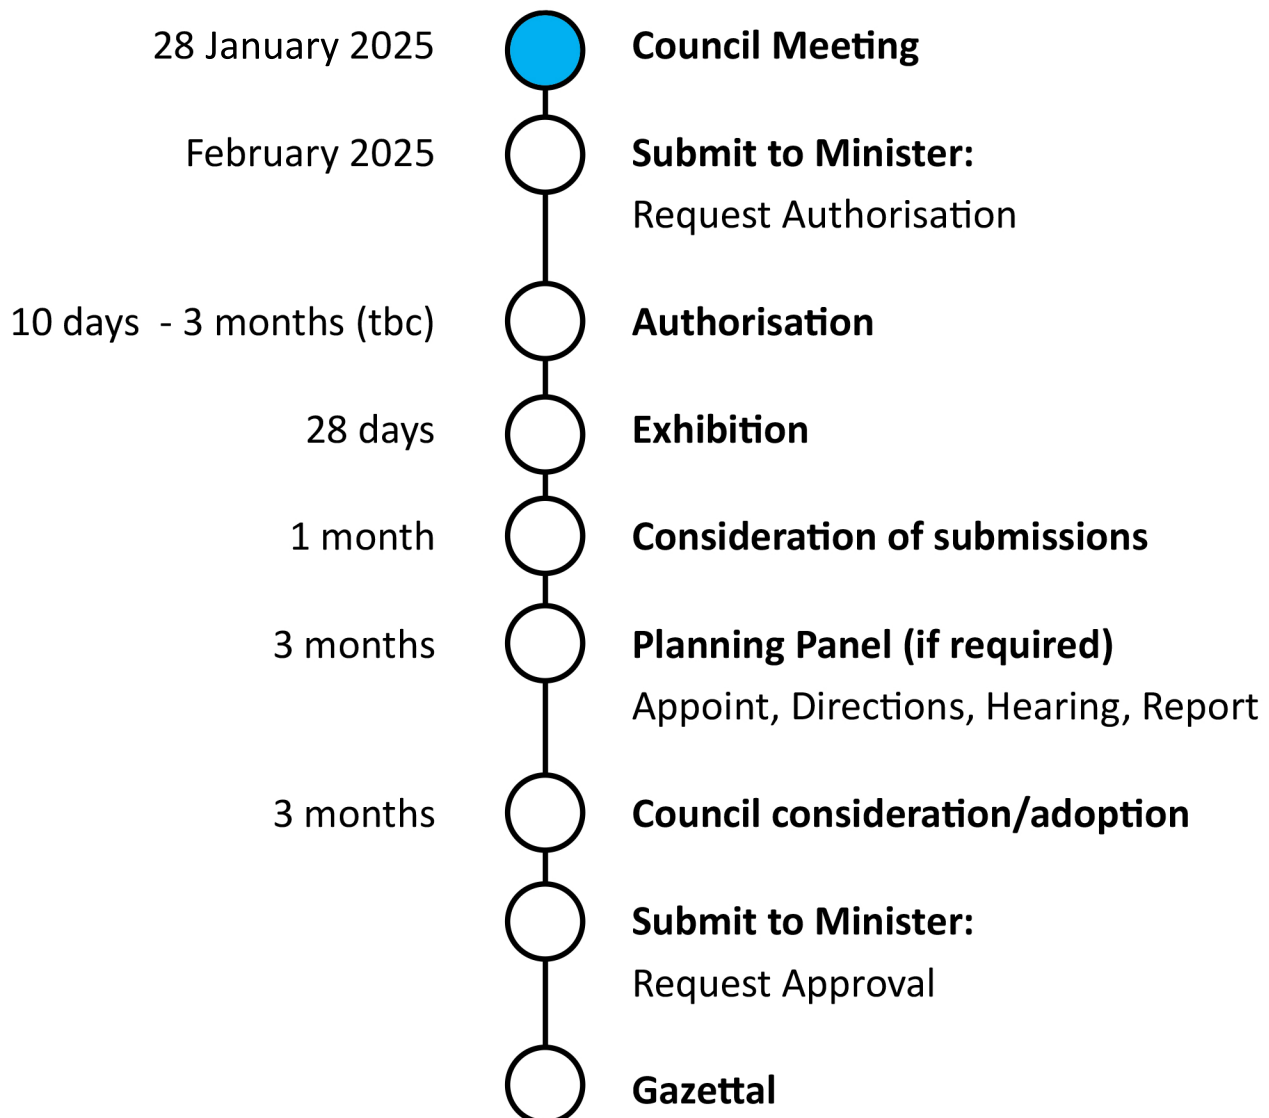 28 January 2025 Council Meeting
February 2025 Submit to Minister:
Request Authorisation
10 days  - 3 months (tbc) Authorisation
28 days Exhibition
1 month Consideration of submissions
3 months Planning Panel (if required)
Appoint, Directions, Hearing, Report
3 months Council consideration/adoption
Submit to Minister:
Request Approval
Gazettal